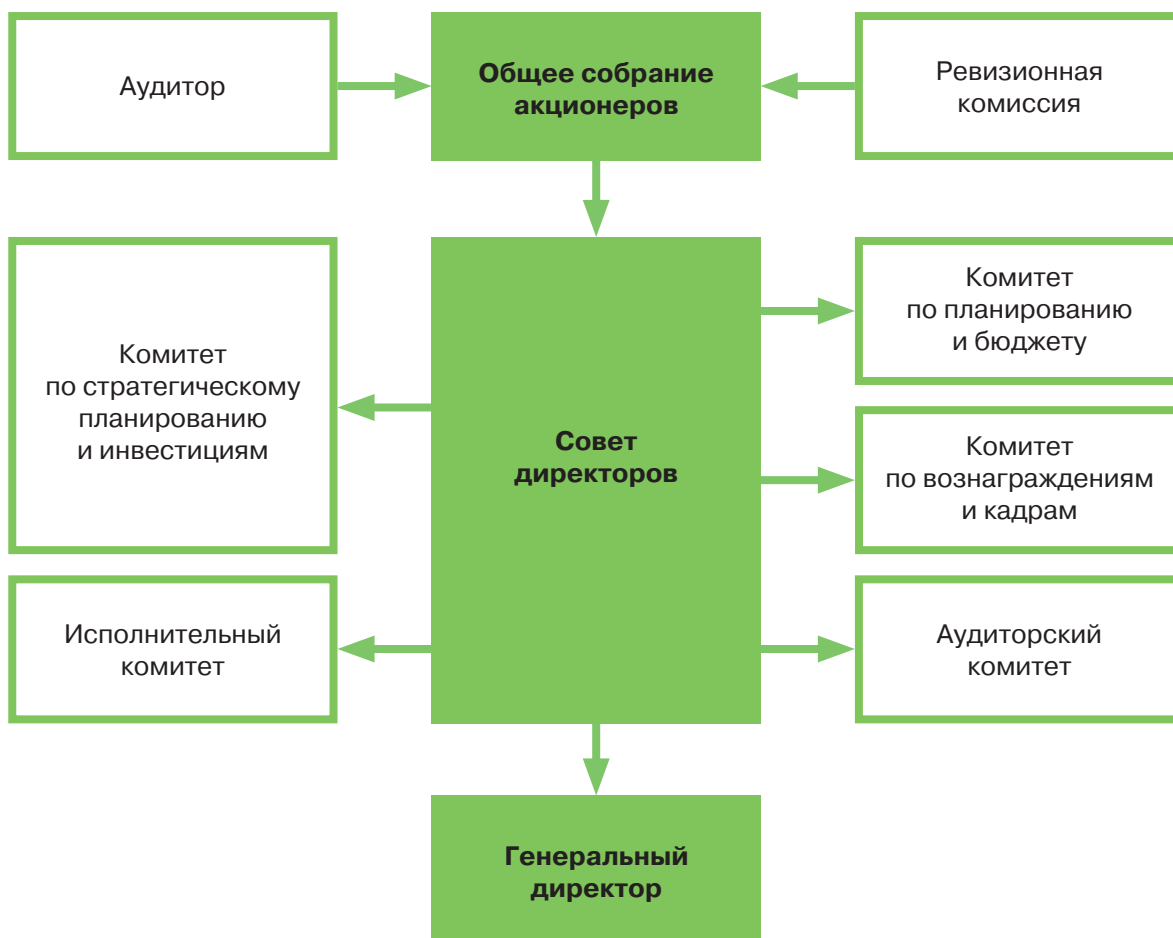 Аудитор
Общее собрание
акционеров
Ревизионная
комиссия
Комитет
по стратегическому
планированию
и инвестициям
Совет
директоров
Комитет
по планированию
и бюджету
Комитет
по вознаграждениям
и кадрам
Исполнительный
комитет
Аудиторский
комитет
Генеральный
директор